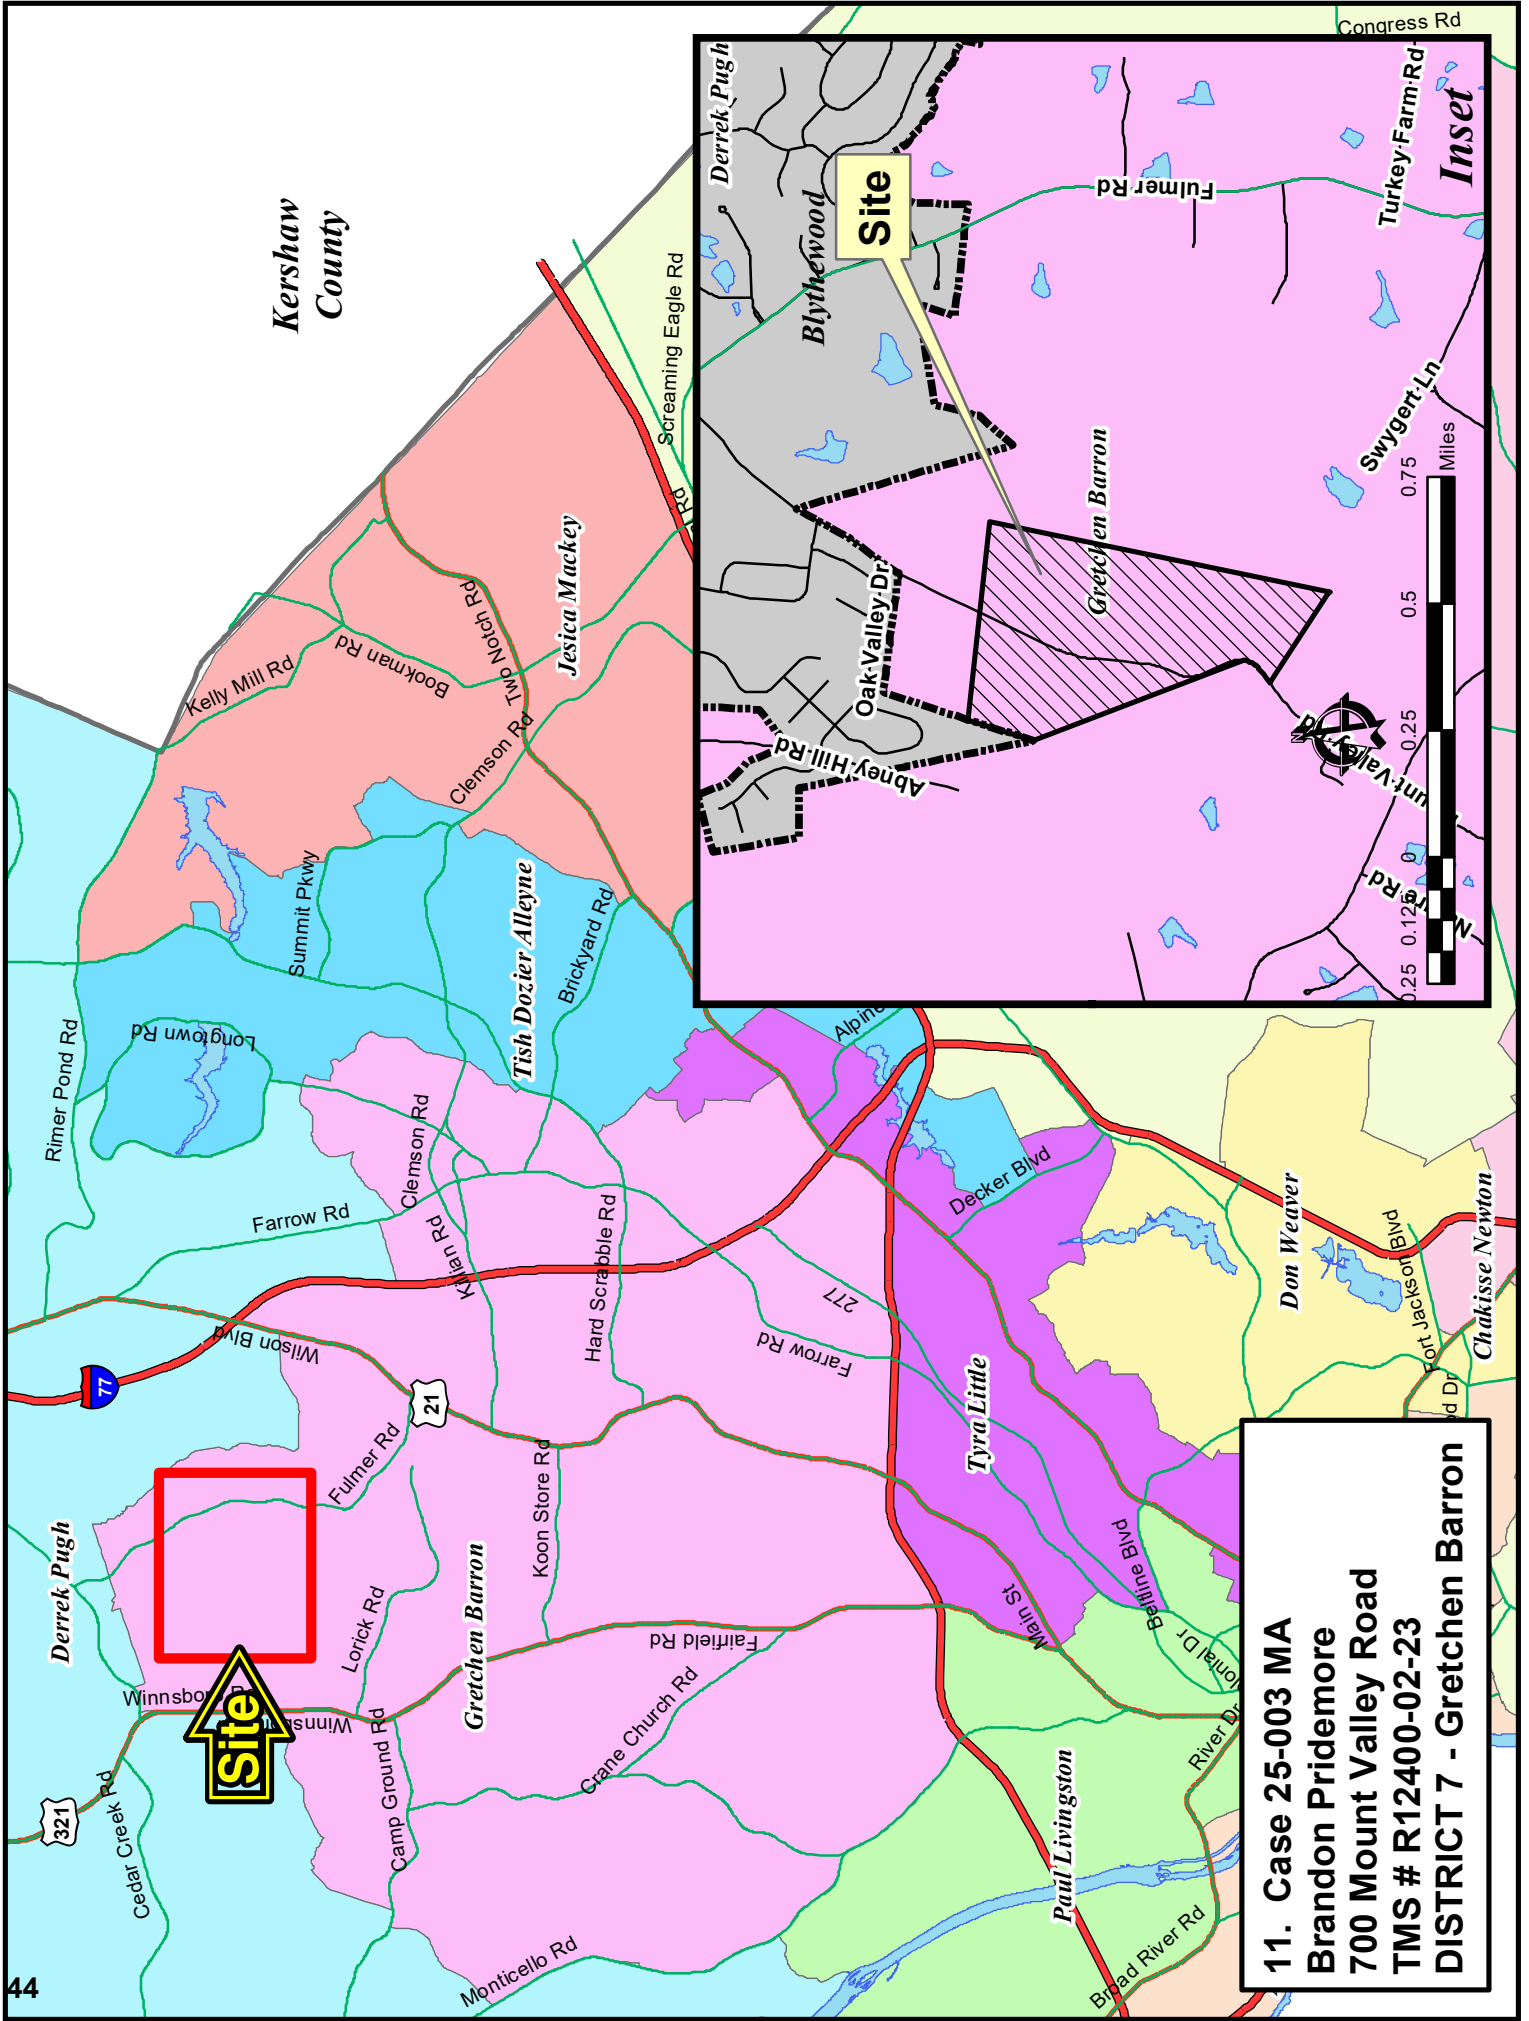 44
Kershaw
County
Derrek Pugh
Rimer Pond Rd
Longtown Rd
Kelly Mill Rd
Bookman Rd
Two Notch Rd
Clemson Rd
Summit Pkwy
Jesica Mackey
Screaming Eagle Rd
Rd
Tish Dozier Alleyne
Brickyard Rd
Farrow Rd
Clemson Rd
Killian Rd
Hard Scrabble Rd
Wilson Blvd
77
21
321
Cedar Creek Rd
Site
Fulmer Rd
Lorick Rd
Gretchen Barron
Koon Store Rd
Fairfield Rd
Camp Ground Rd
Crane Church Rd
Monticello Rd
277
Farrow Rd
Alpine
Decker Blvd
Tyra Little
Main St
Beltline Blvd
River Dr
Paul Livingston
Broad River Rd
Don Weaver
Fort Jackson Blvd
Chakisse Newton
Congress Rd
Derrek Pugh
Blythewood
Site
Fulmer Rd
Turkey Farm Rd
Inset
Oak Valley Dr
Abney Hill Rd
Gretchen Barron
Swygert Ln
N
0.25 0.125 0 0.25 0.5 0.75
Miles
11. Case 25-003 MA
Brandon Pridemore
700 Mount Valley Road
TMS # R12400-02-23
DISTRICT 7 - Gretchen Barron